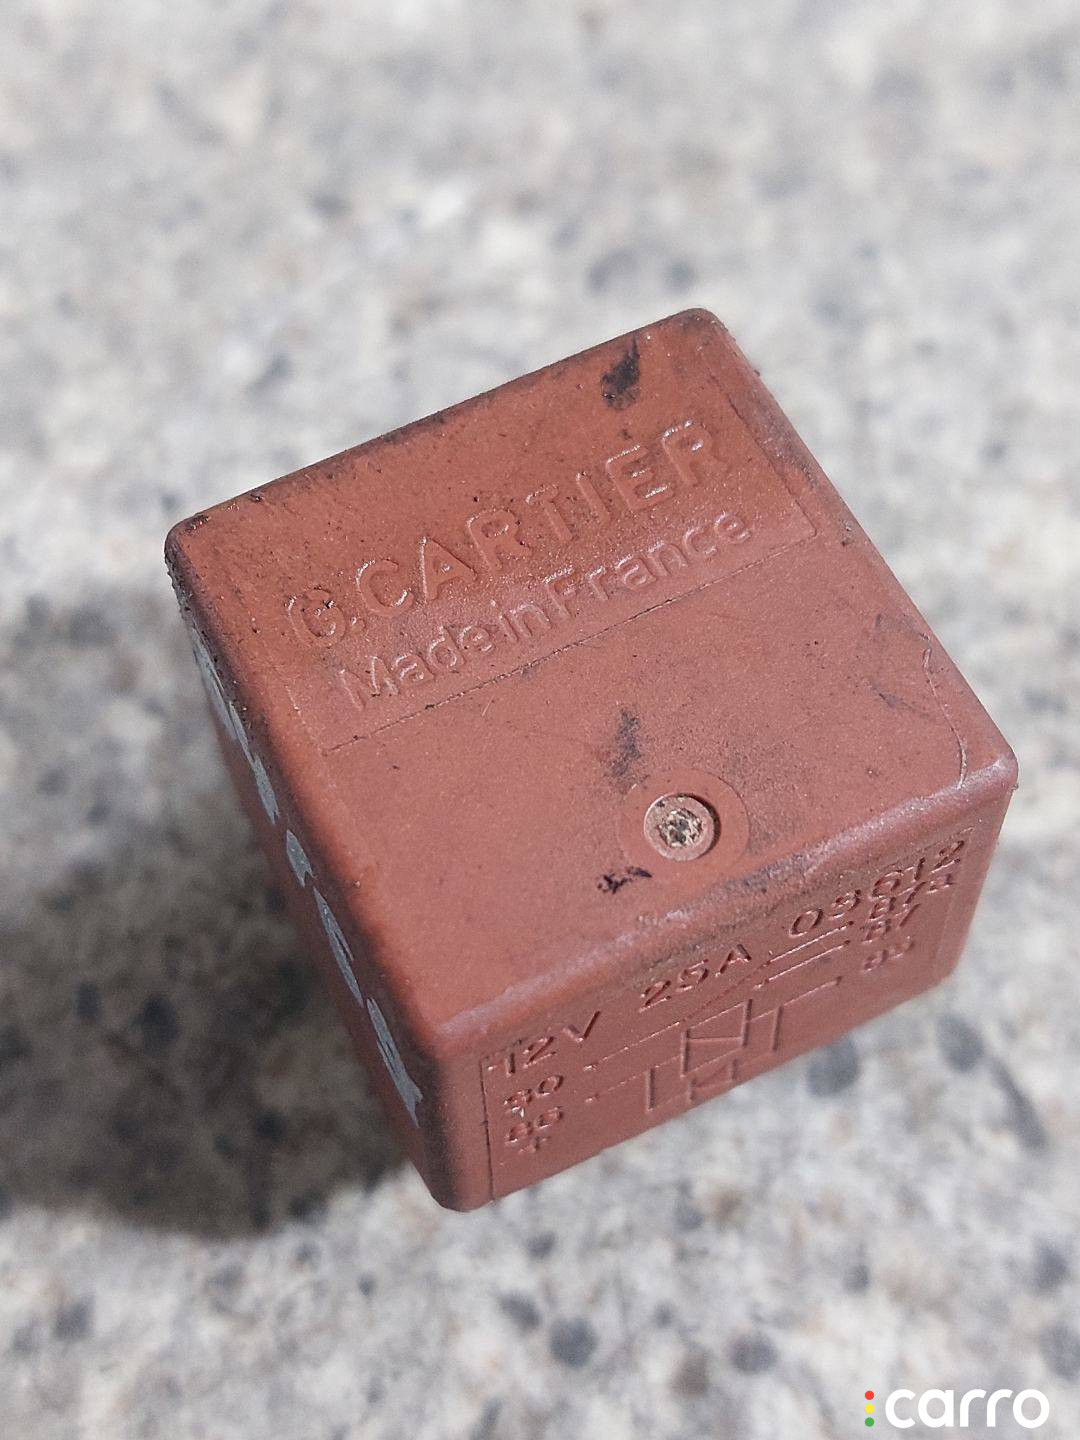 G.CARTIER
Made in France
12V 25A 03612
87a
30 87
86 85
+
carro